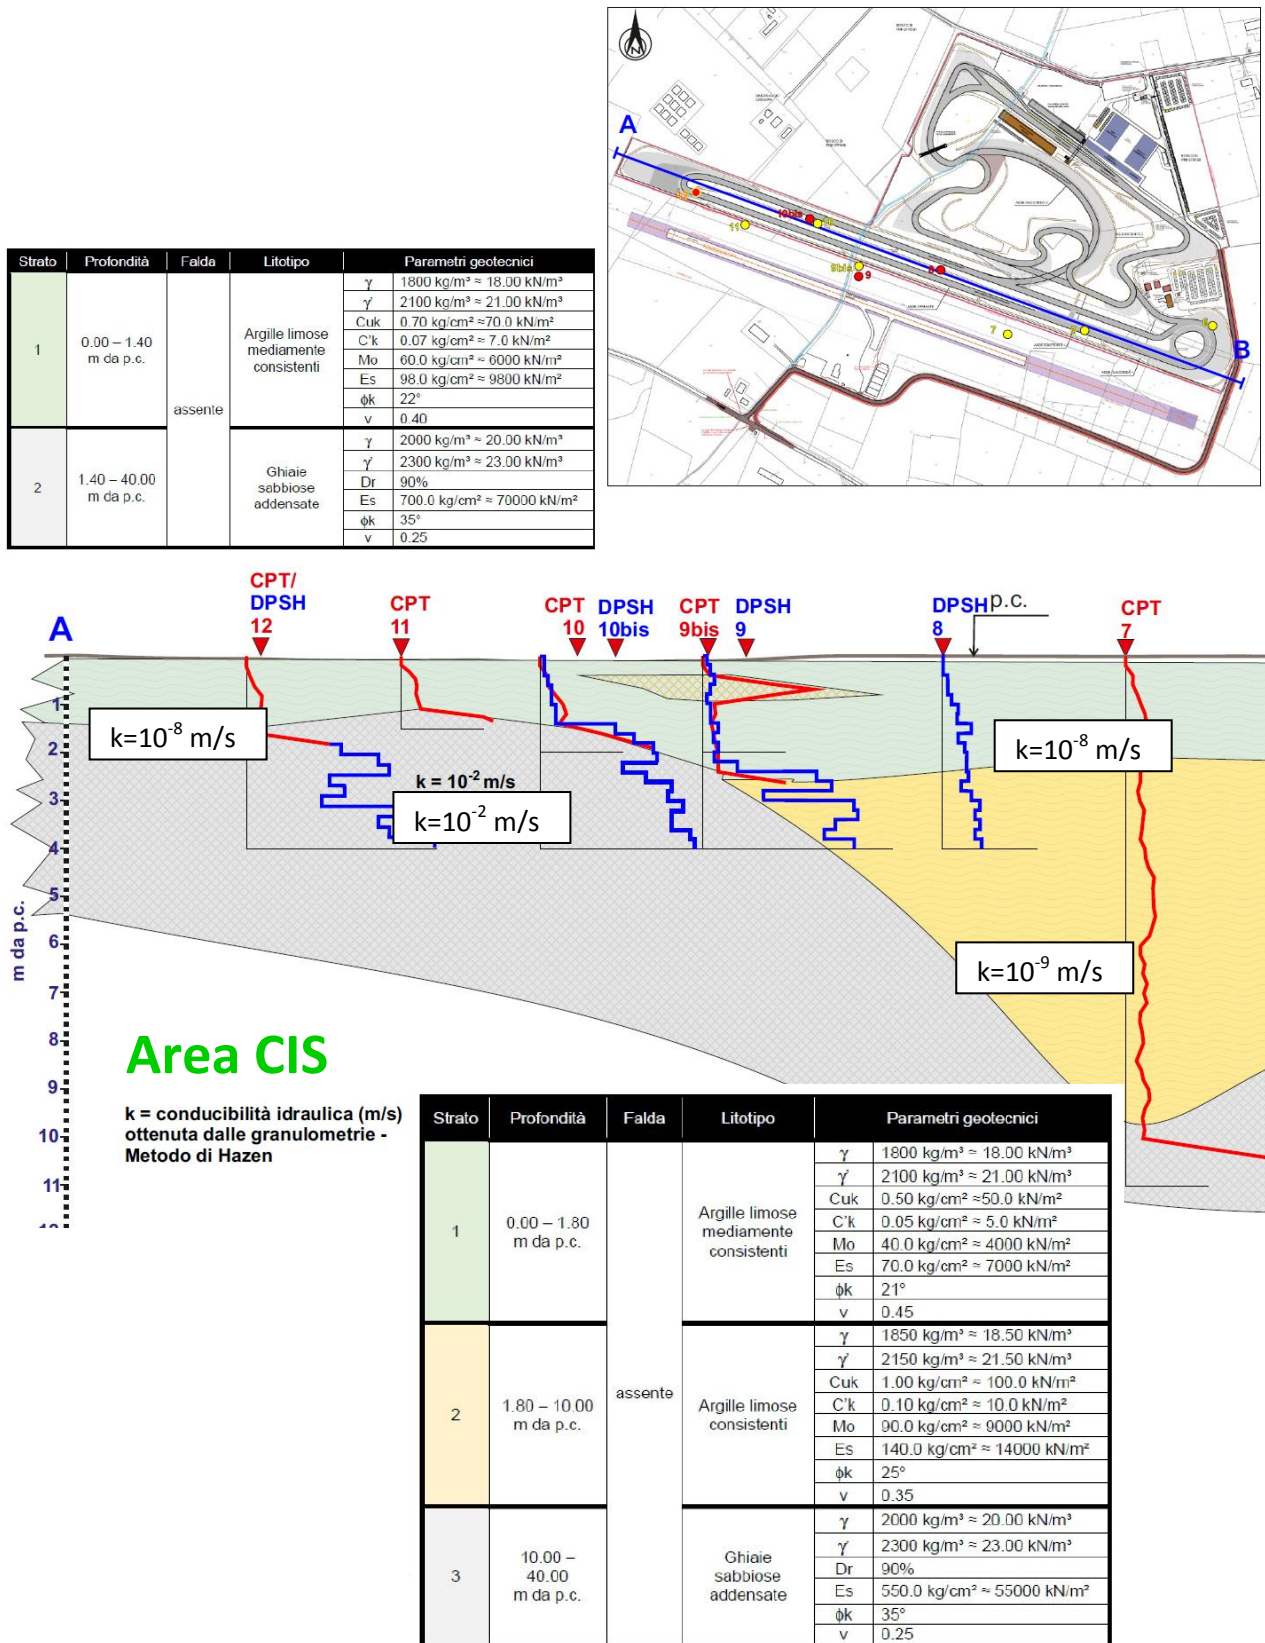 N
A
12
10bis
10
11
9bis
9
8
7
6
B
Strato Profondità Falda Litotipo Parametri geotecnici
1 0.00 – 1.40 m da p.c. assente Argille limose mediamente consistenti
γ 1800 kg/m³ ≈ 18.00 kN/m³
γ' 2100 kg/m³ ≈ 21.00 kN/m³
Cuk 0.70 kg/cm² ≈70.0 kN/m²
C'k 0.07 kg/cm² ≈ 7.0 kN/m²
Mo 60.0 kg/cm² ≈ 6000 kN/m²
Es 98.0 kg/cm² ≈ 9800 kN/m²
ϕk 22°
ν 0.40
2 1.40 – 40.00 m da p.c. Ghiaie sabbiose addensate
γ 2000 kg/m³ ≈ 20.00 kN/m³
γ' 2300 kg/m³ ≈ 23.00 kN/m³
Dr 90%
Es 700.0 kg/cm² ≈ 70000 kN/m²
ϕk 35°
ν 0.25
CPT/
DPSH
12
CPT
11
CPT
10
DPSH
10bis
CPT
9bis
DPSH
9
DPSH
8
p.c.
CPT
7
A
1
2
3
4
5
6
7
8
9
10
11
m da p.c.
k=10⁻⁸ m/s
k = 10⁻² m/s
k=10⁻² m/s
k=10⁻⁸ m/s
k=10⁻⁹ m/s
Area CIS
k = conducibilità idraulica (m/s)
ottenuta dalle granulometrie -
Metodo di Hazen
Strato Profondità Falda Litotipo Parametri geotecnici
1 0.00 – 1.80 m da p.c. assente Argille limose mediamente consistenti
γ 1800 kg/m³ ≈ 18.00 kN/m³
γ' 2100 kg/m³ ≈ 21.00 kN/m³
Cuk 0.50 kg/cm² ≈50.0 kN/m²
C'k 0.05 kg/cm² ≈ 5.0 kN/m²
Mo 40.0 kg/cm² ≈ 4000 kN/m²
Es 70.0 kg/cm² ≈ 7000 kN/m²
ϕk 21°
ν 0.45
2 1.80 – 10.00 m da p.c. Argille limose consistenti
γ 1850 kg/m³ ≈ 18.50 kN/m³
γ' 2150 kg/m³ ≈ 21.50 kN/m³
Cuk 1.00 kg/cm² ≈ 100.0 kN/m²
C'k 0.10 kg/cm² ≈ 10.0 kN/m²
Mo 90.0 kg/cm² ≈ 9000 kN/m²
Es 140.0 kg/cm² ≈ 14000 kN/m²
ϕk 25°
ν 0.35
3 10.00 – 40.00 m da p.c. Ghiaie sabbiose addensate
γ 2000 kg/m³ ≈ 20.00 kN/m³
γ' 2300 kg/m³ ≈ 23.00 kN/m³
Dr 90%
Es 550.0 kg/cm² ≈ 55000 kN/m²
ϕk 35°
ν 0.25